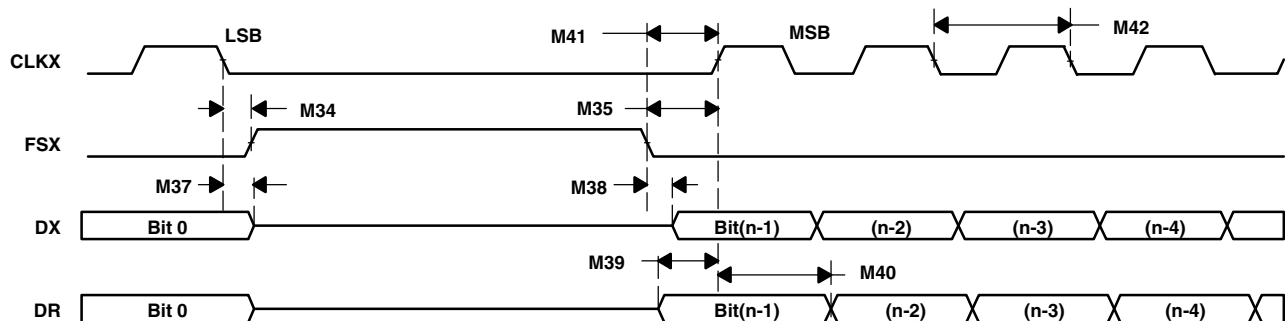 LSB M41 MSB M42
CLKX
M34 M35
FSX
M37 M38
DX Bit 0 Bit(n-1) (n-2) (n-3) (n-4)
M39 M40
DR Bit 0 Bit(n-1) (n-2) (n-3) (n-4)